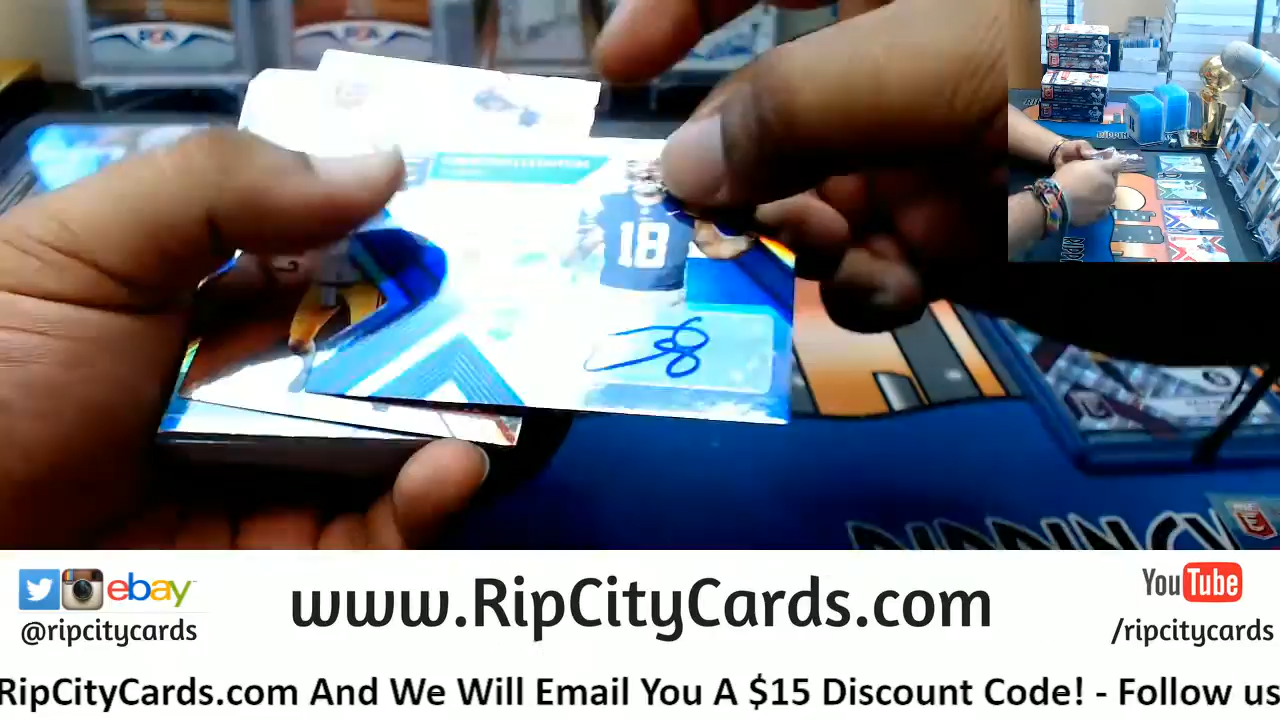 18
ebay
@ripcitycards
www.RipCityCards.com
YouTube
/ripcitycards
RipCityCards.com And We Will Email You A $15 Discount Code! - Follow us